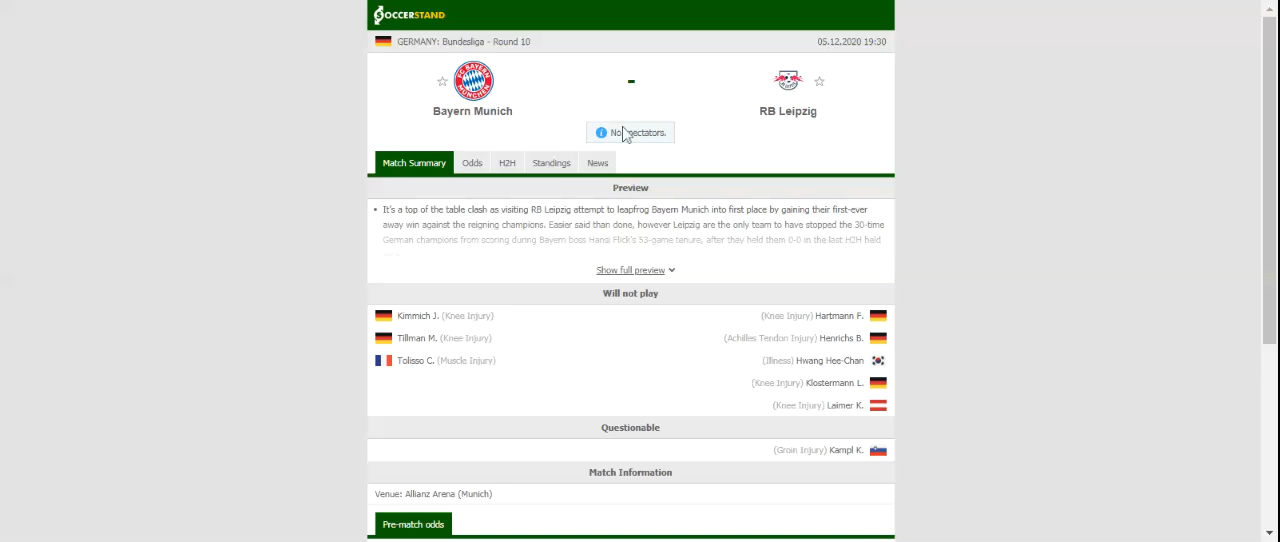 SOCCERSTAND
GERMANY: Bundesliga - Round 10
05.12.2020 19:30
FC BAYERN
MÜNCHEN
Bayern Munich
-
RB Leipzig
No spectators.
Match Summary Odds H2H Standings News
Preview
• It's a top of the table clash as visiting RB Leipzig attempt to leapfrog Bayern Munich into first place by gaining their first-ever
away win against the reigning champions. Easier said than done, however Leipzig are the only team to have stopped the 30-time
German champions from scoring during Bayern boss Hansi Flick's 53-game tenure, after they held them 0-0 in the last H2H held
Show full preview
Will not play
Kimmich J. (Knee Injury) (Knee Injury) Hartmann F.
Tillman M. (Knee Injury) (Achilles Tendon Injury) Henrichs B.
Tolisso C. (Muscle Injury) (Illness) Hwang Hee-Chan
(Knee Injury) Klostermann L.
(Knee Injury) Laimer K.
Questionable
(Groin Injury) Kampl K.
Match Information
Venue: Allianz Arena (Munich)
Pre-match odds